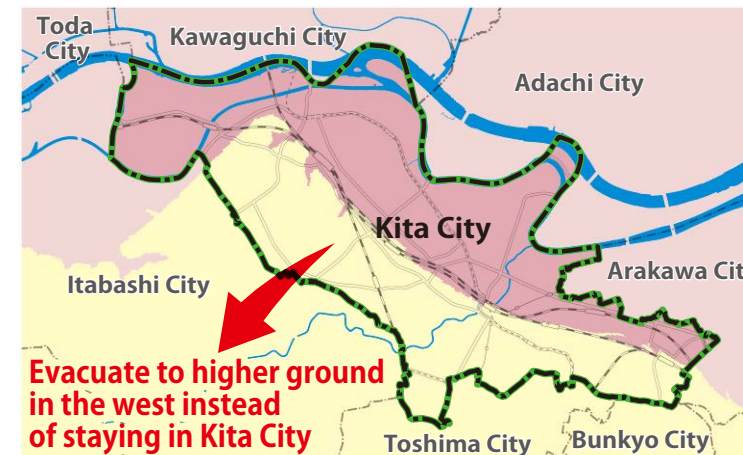 Toda
City
Kawaguchi City
Adachi City
Kita City
Itabashi City
Arakawa Cit
Evacuate to higher ground
in the west instead
of staying in Kita City
Toshima City
Bunkyo City